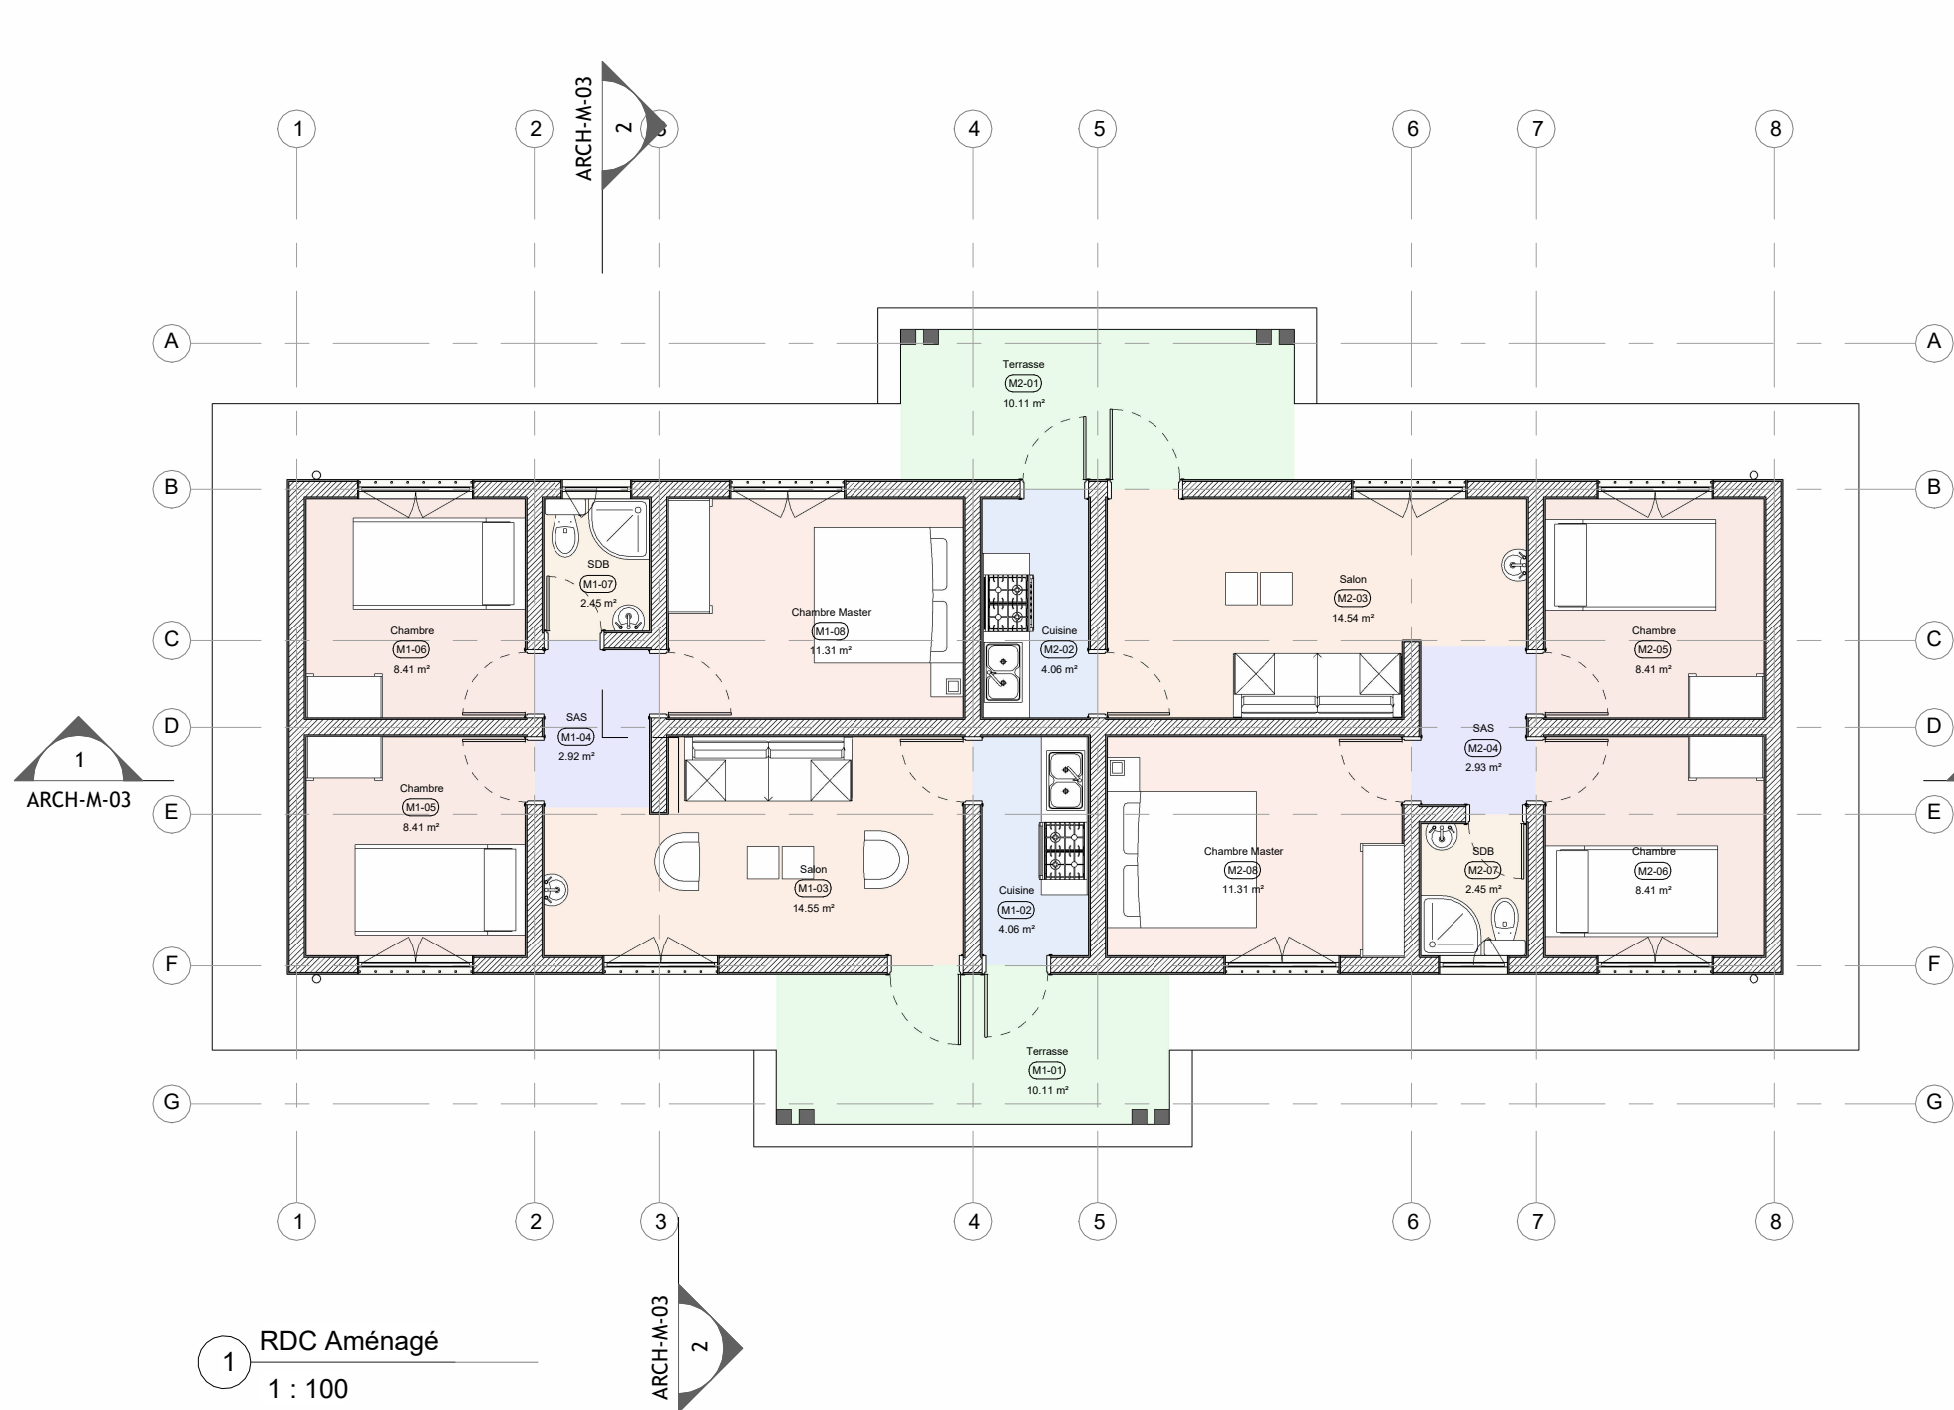 ARCH-M-03
2
1
2
3
4
5
6
7
8
A
A
Terrasse
M2-01
10.11 m²
B
B
SDB
M1-07
2.45 m²
Chambre Master
M1-08
11.31 m²
Salon
M2-03
14.54 m²
Chambre
M1-06
8.41 m²
Cuisine
M2-02
4.06 m²
Chambre
M2-05
8.41 m²
C
C
SAS
M1-04
2.92 m²
SAS
M2-04
2.93 m²
D
D
1
ARCH-M-03
Chambre
M1-05
8.41 m²
E
E
Salon
M1-03
14.55 m²
Cuisine
M1-02
4.06 m²
Chambre Master
M2-08
11.31 m²
SDB
M2-07
2.45 m²
Chambre
M2-06
8.41 m²
F
F
Terrasse
M1-01
10.11 m²
G
G
1
2
3
4
5
6
7
8
ARCH-M-03
2
1
RDC Aménagé
1 : 100